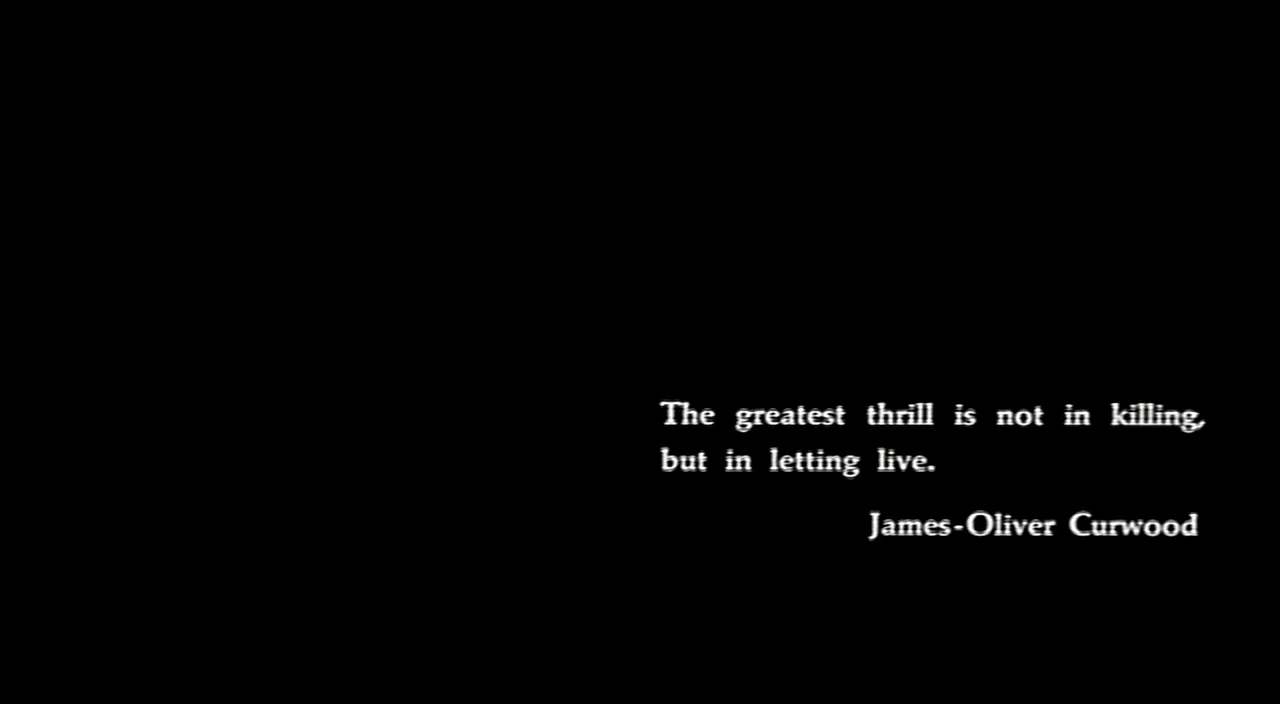 The greatest thrill is not in killing,
but in letting live.
James-Oliver Curwood